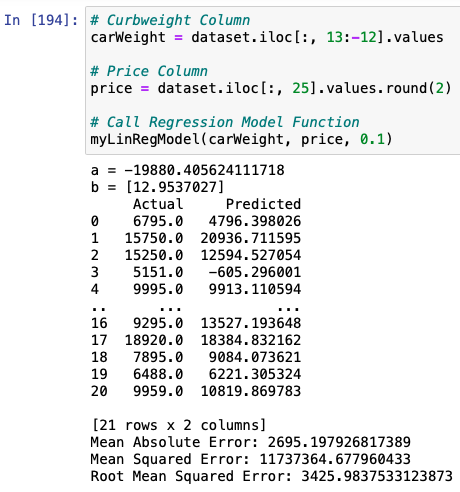 In [194]: # Curbweight Column
carWeight = dataset.iloc[:, 13:-12].values
# Price Column
price = dataset.iloc[:, 25].values.round(2)
# Call Regression Model Function
myLinRegModel(carWeight, price, 0.1)
a = -19880.405624111718
b = [12.9537027]
Actual Predicted
0 6795.0 4796.398026
1 15750.0 20936.711595
2 15250.0 12594.527054
3 5151.0 -605.296001
4 9995.0 9913.110594
.. ... ...
16 9295.0 13527.193648
17 18920.0 18384.832162
18 7895.0 9084.073621
19 6488.0 6221.305324
20 9959.0 10819.869783
[21 rows x 2 columns]
Mean Absolute Error: 2695.197926817389
Mean Squared Error: 11737364.677960433
Root Mean Squared Error: 3425.9837533123873